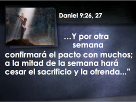 Daniel 9:26, 27
...Y por otra
semana
confirmará el pacto con muchos;
a la mitad de la semana hará
cesar el sacrificio y la ofrenda..."